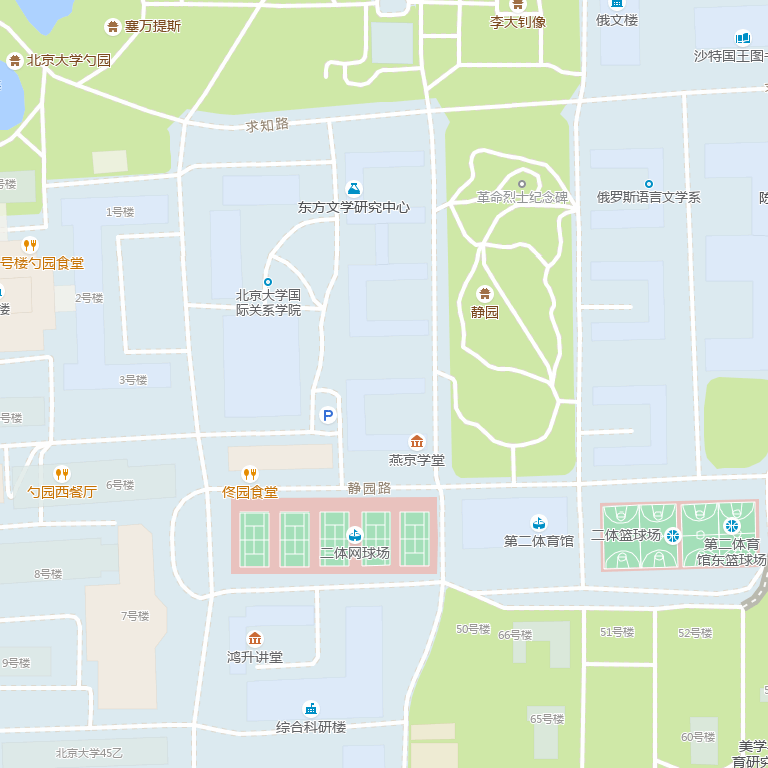 塞万提斯
李大钊像
俄文楼
北京大学勺园
沙特国王图书
求知路
号楼
1号楼
革命烈士纪念碑
俄罗斯语言文学系
东方文学研究中心
号楼勺园食堂
2号楼
北京大学国
际关系学院
楼
静园
3号楼
号楼
P
燕京学堂
勺园西餐厅
6号楼
佟园食堂
静园路
二体网球场
第二体育馆
二体篮球场
第二体育
馆东篮球场
8号楼
7号楼
50号楼
66号楼
51号楼
52号楼
9号楼
鸿升讲堂
综合科研楼
65号楼
60号楼
北京大学45乙
美学
育研究